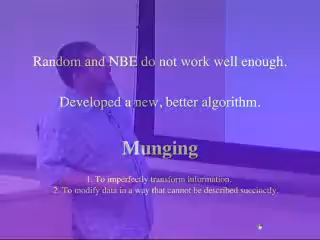 Random and NBE do not work well enough.
Developed a new, better algorithm.
Munging
1. To imperfectly transform information.
2. To modify data in a way that cannot be described succinctly.